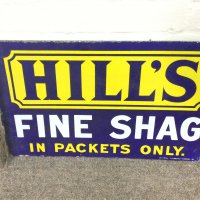 HILL'S
FINE SHAG
IN PACKETS ONLY.